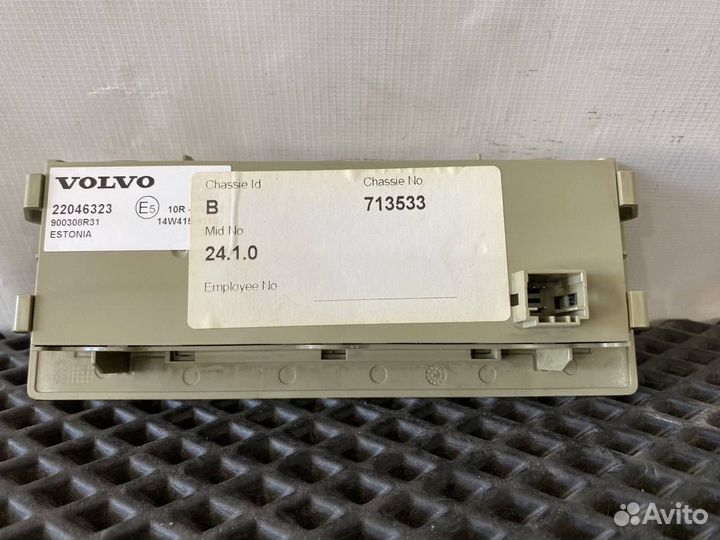 VOLVO
22046323 E5 10R -
900308R31 14W415
ESTONIA
Chassie Id Chassie No
B 713533
Mid No
24.1.0
Employee No
Avito